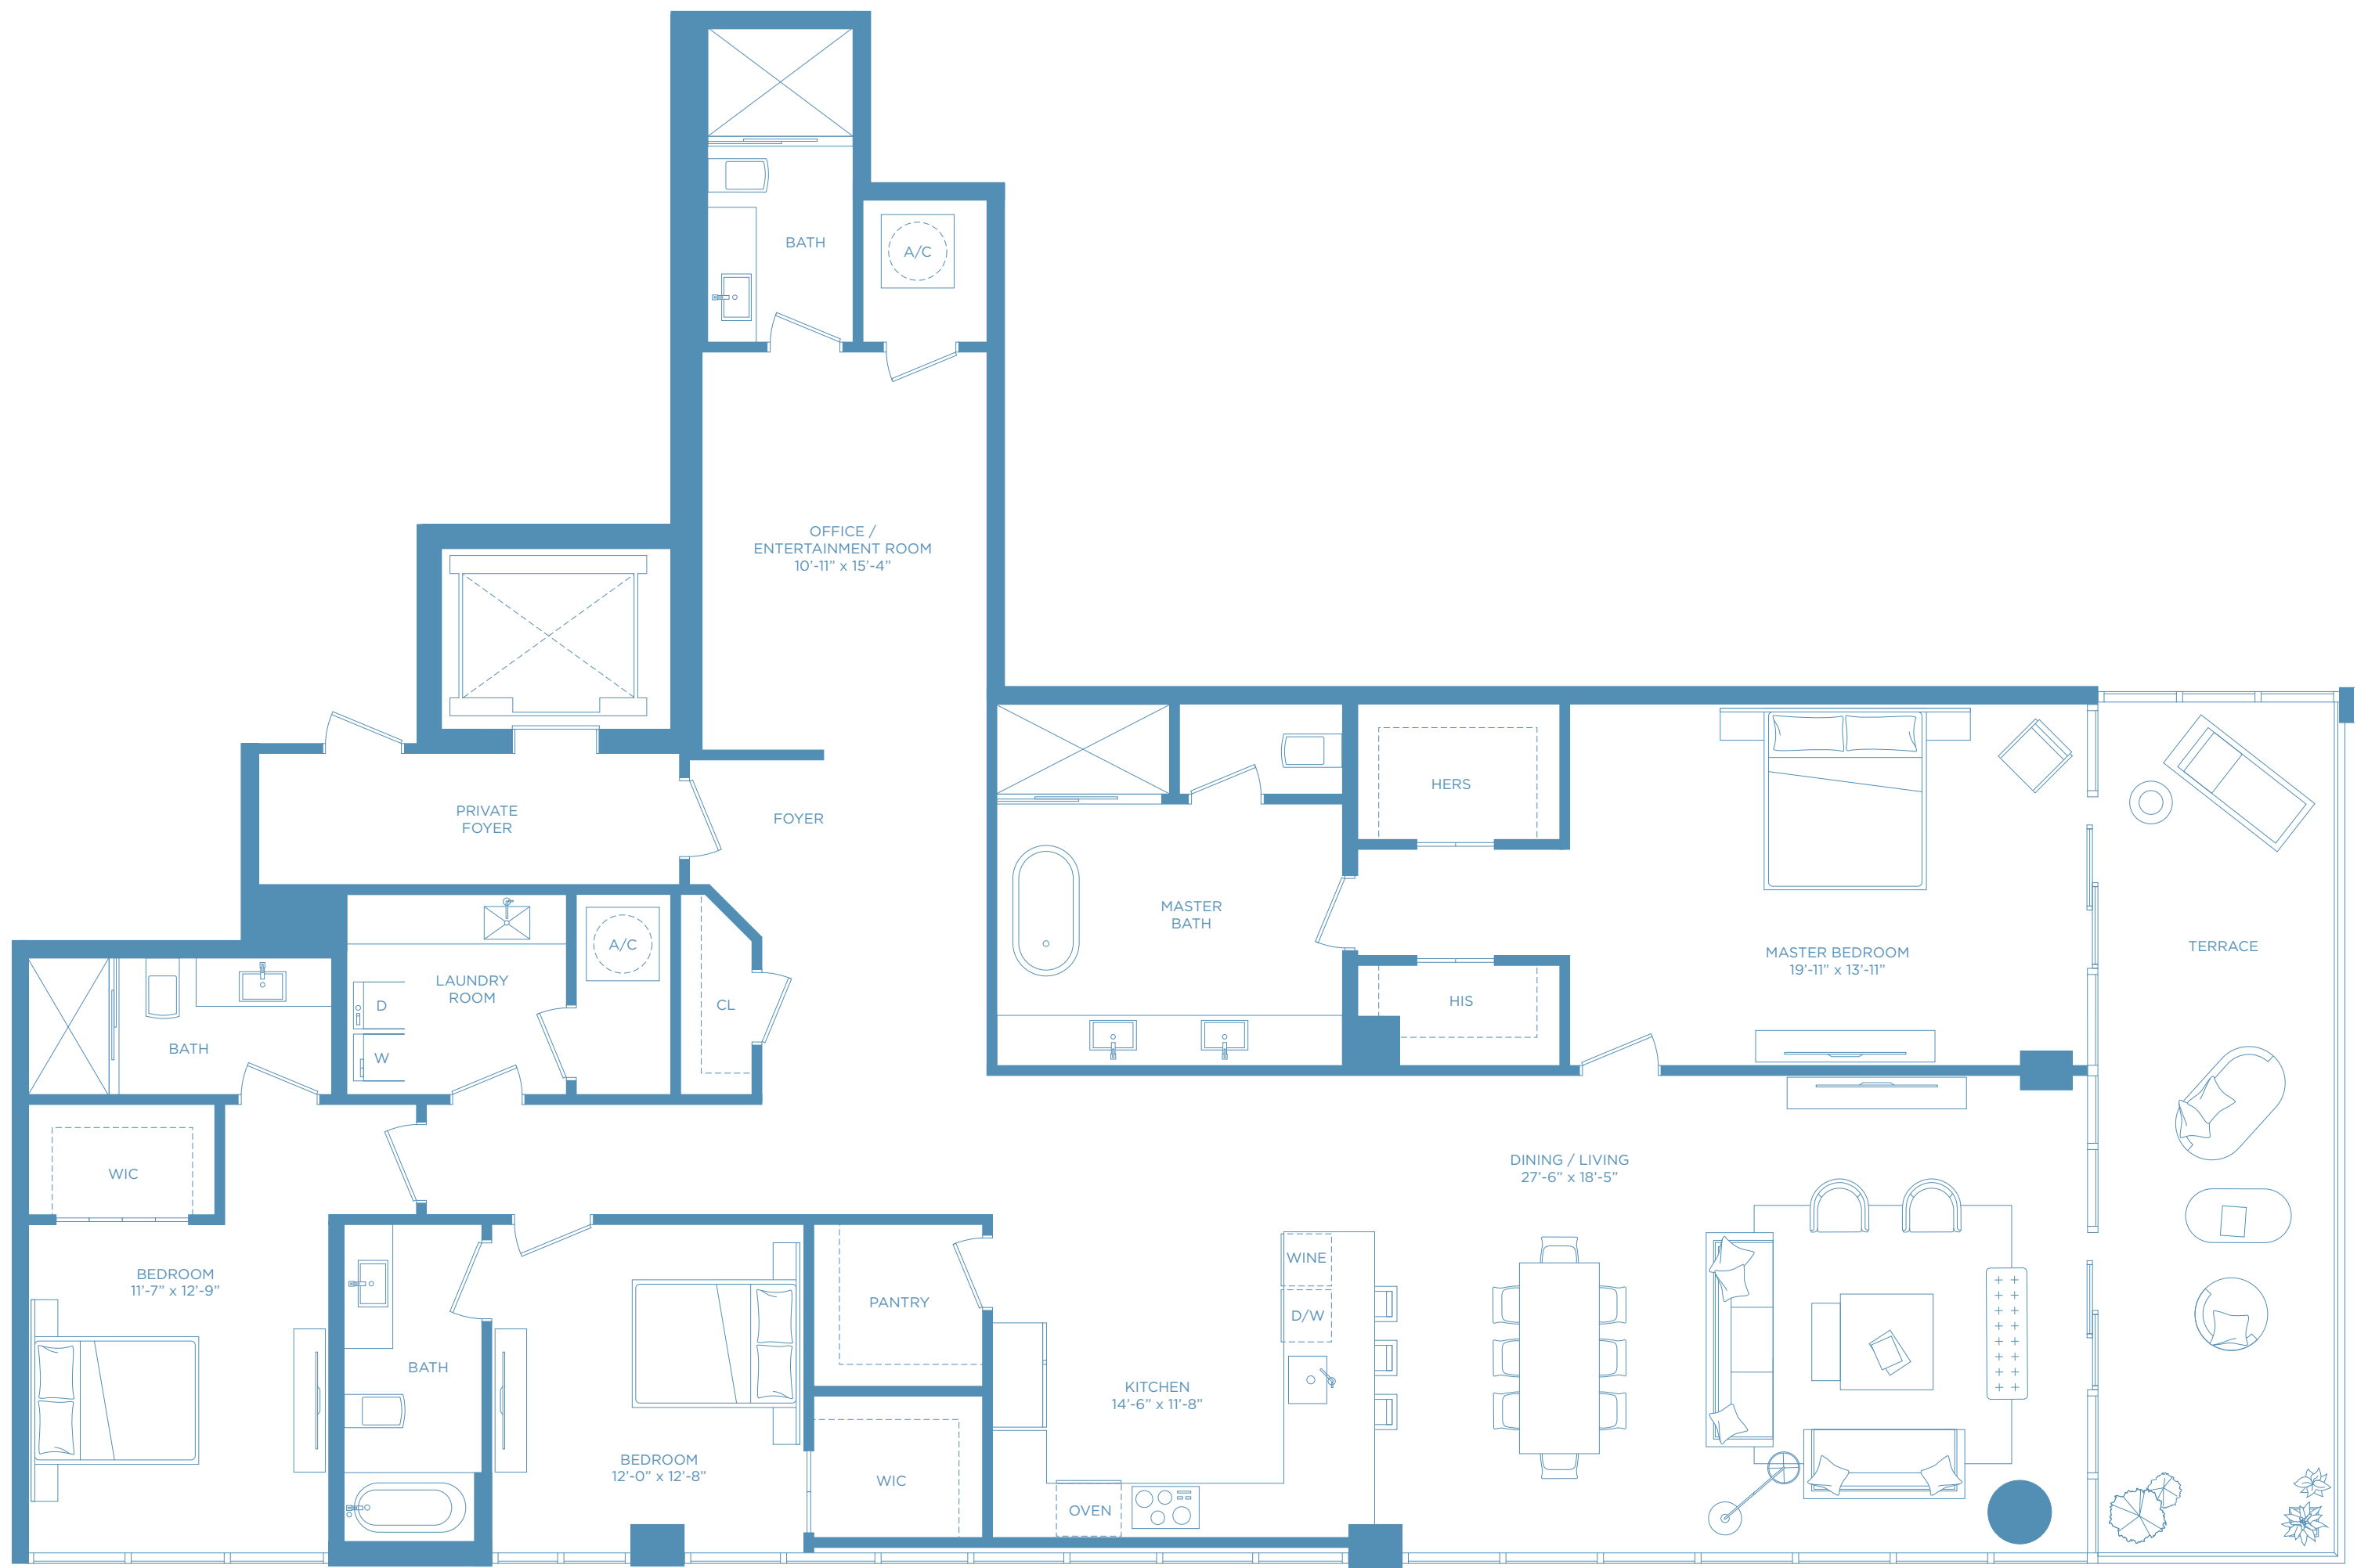 BATH
A/C
OFFICE /
ENTERTAINMENT ROOM
10’-11” x 15’-4”
PRIVATE
FOYER
FOYER
HERS
MASTER
BATH
MASTER BEDROOM
19’-11” x 13’-11”
TERRACE
A/C
LAUNDRY
ROOM
D
W
CL
HIS
BATH
WIC
DINING / LIVING
27’-6” x 18’-5”
BEDROOM
11’-7” x 12’-9”
WINE
D/W
PANTRY
BATH
KITCHEN
14’-6” x 11’-8”
BEDROOM
12’-0” x 12’-8”
WIC
OVEN